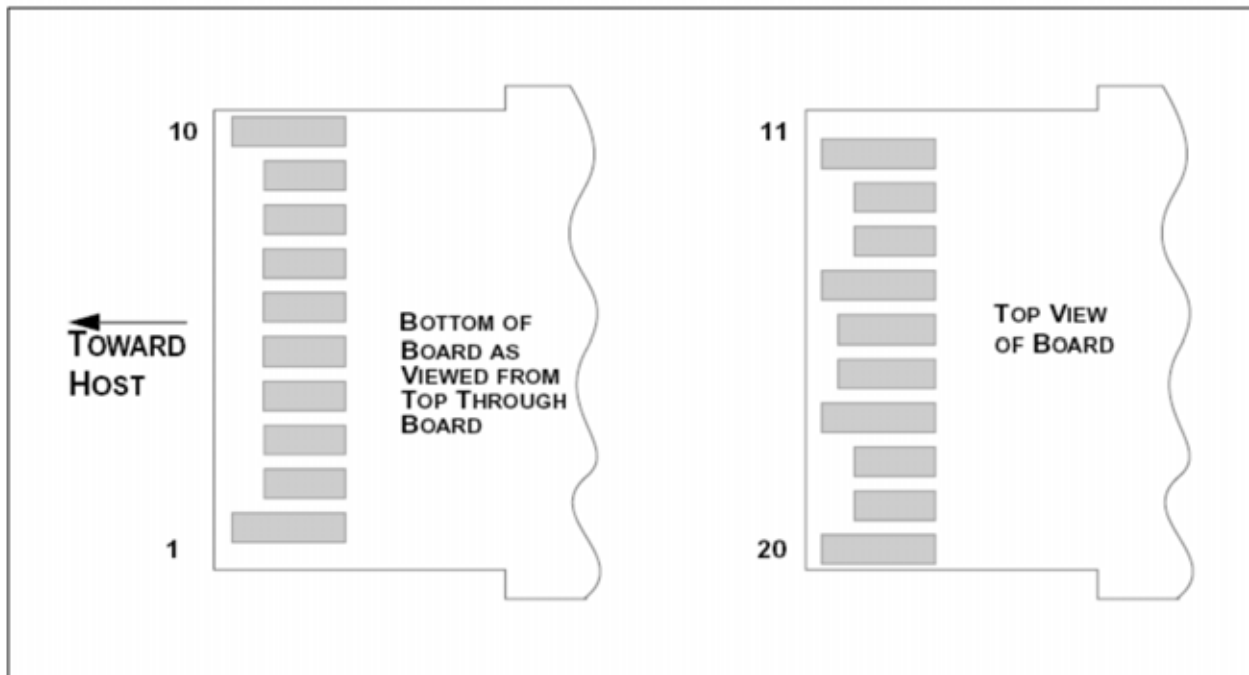 10
TOWARD
HOST
1
BOTTOM OF
BOARD AS
VIEWED FROM
TOP THROUGH
BOARD
11
20
TOP VIEW
OF BOARD